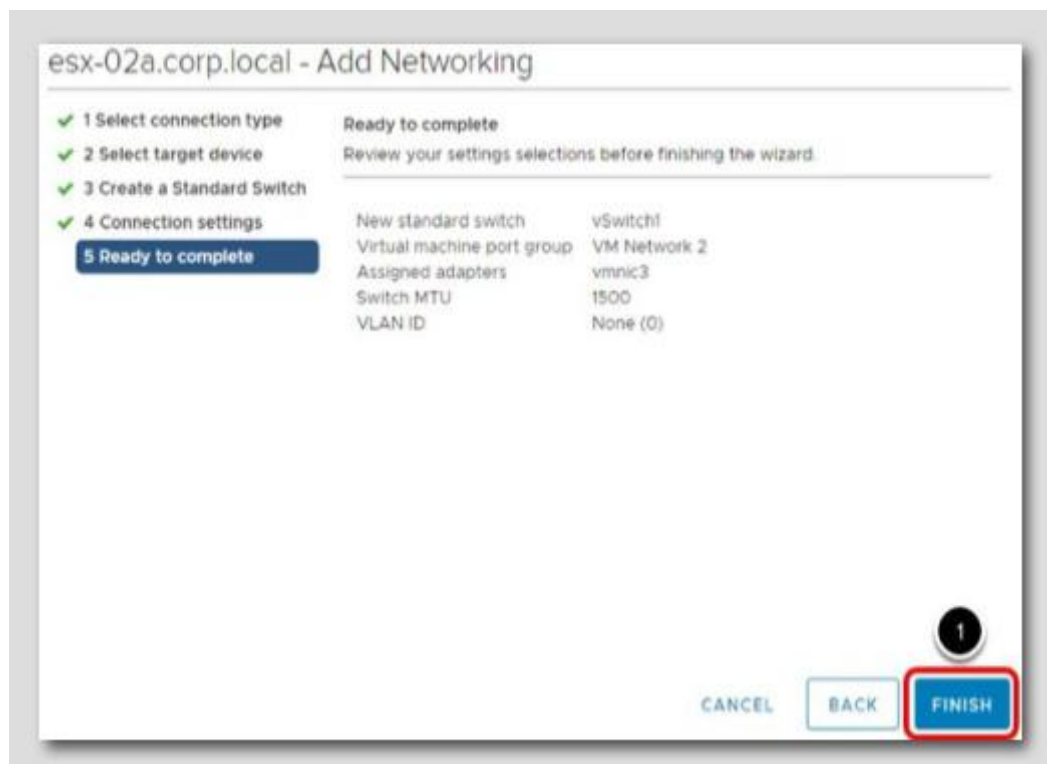 esx-02a.corp.local - Add Networking
1 Select connection type
2 Select target device
3 Create a Standard Switch
4 Connection settings
5 Ready to complete
Ready to complete
Review your settings selections before finishing the wizard.
New standard switch vSwitch1
Virtual machine port group VM Network 2
Assigned adapters vmnic3
Switch MTU 1500
VLAN ID None (0)
1
CANCEL BACK FINISH